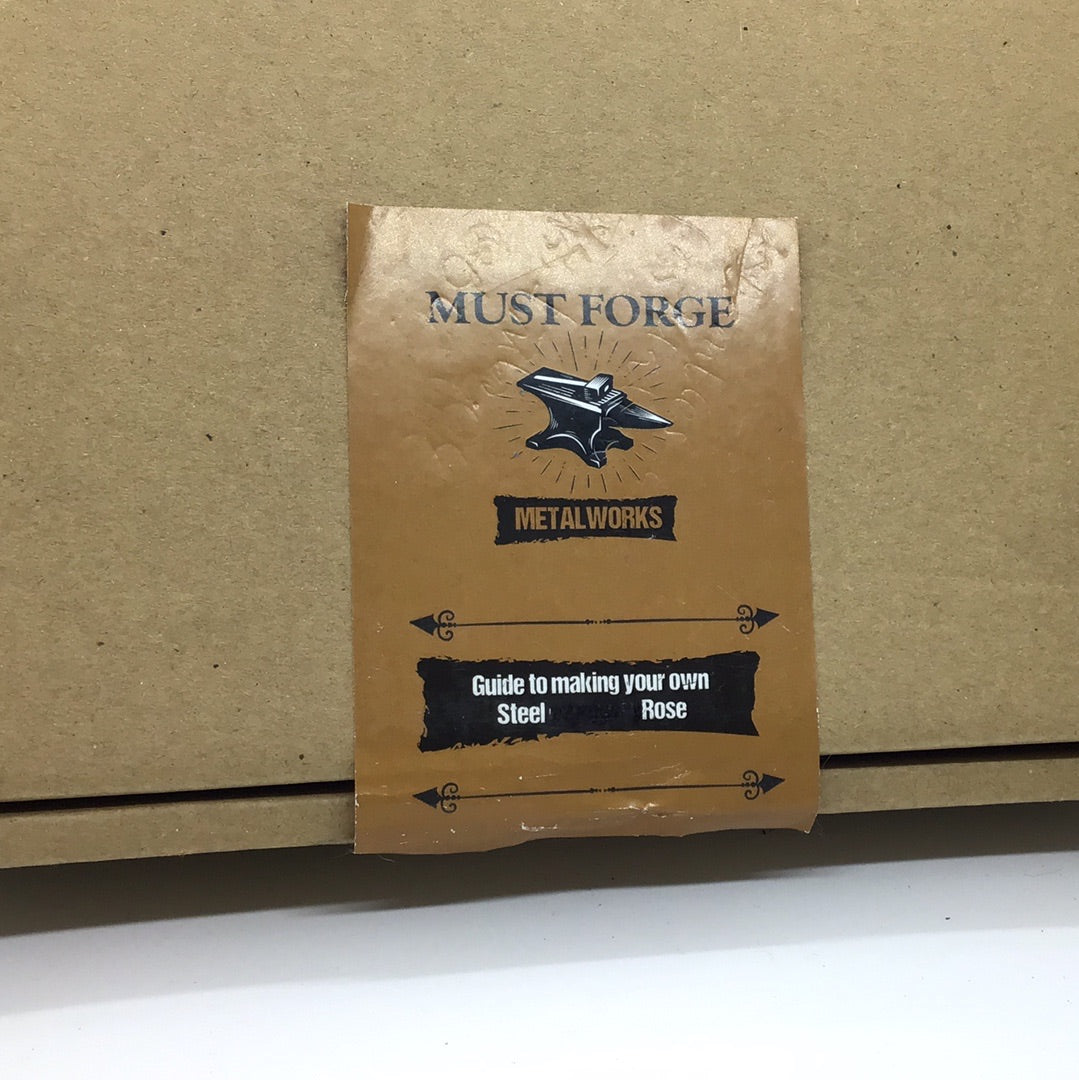 MUST FORGE
METALWORKS
Guide to making your own
Steel Rose